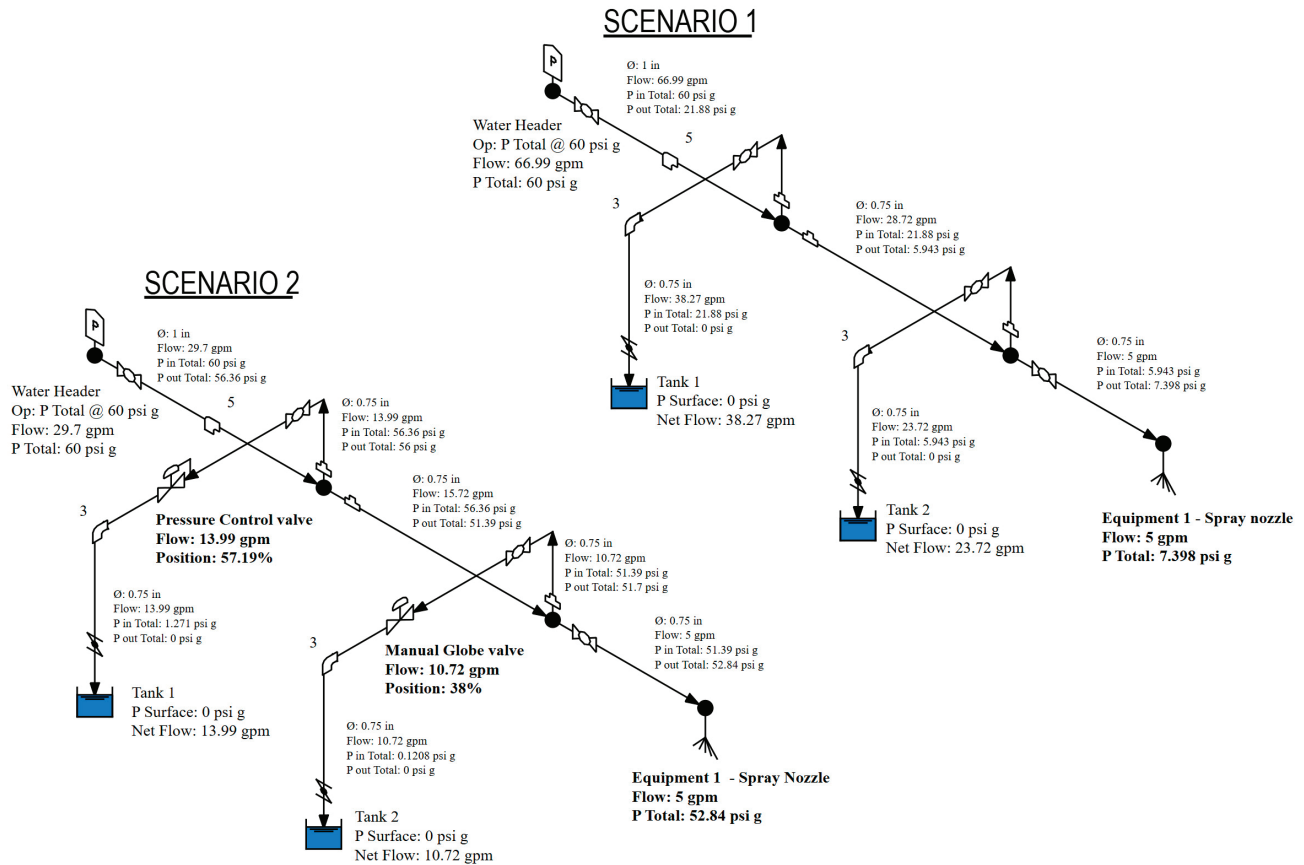 SCENARIO 1
P
Ø: 1 in
Flow: 66.99 gpm
P in Total: 60 psi g
P out Total: 21.88 psi g
Water Header
Op: P Total @ 60 psi g
Flow: 66.99 gpm
P Total: 60 psi g
5
3
Ø: 0.75 in
Flow: 28.72 gpm
P in Total: 21.88 psi g
P out Total: 5.943 psi g
Ø: 0.75 in
Flow: 38.27 gpm
P in Total: 21.88 psi g
P out Total: 0 psi g
Tank 1
P Surface: 0 psi g
Net Flow: 38.27 gpm
3
Ø: 0.75 in
Flow: 5 gpm
P in Total: 5.943 psi g
P out Total: 7.398 psi g
Ø: 0.75 in
Flow: 23.72 gpm
P in Total: 5.943 psi g
P out Total: 0 psi g
Tank 2
P Surface: 0 psi g
Net Flow: 23.72 gpm
Equipment 1 - Spray nozzle
Flow: 5 gpm
P Total: 7.398 psi g
SCENARIO 2
P
Ø: 1 in
Flow: 29.7 gpm
P in Total: 60 psi g
P out Total: 56.36 psi g
Water Header
Op: P Total @ 60 psi g
Flow: 29.7 gpm
P Total: 60 psi g
5
Ø: 0.75 in
Flow: 13.99 gpm
P in Total: 56.36 psi g
P out Total: 56 psi g
3
Pressure Control valve
Flow: 13.99 gpm
Position: 57.19%
Ø: 0.75 in
Flow: 15.72 gpm
P in Total: 56.36 psi g
P out Total: 51.39 psi g
Ø: 0.75 in
Flow: 13.99 gpm
P in Total: 1.271 psi g
P out Total: 0 psi g
Tank 1
P Surface: 0 psi g
Net Flow: 13.99 gpm
Ø: 0.75 in
Flow: 10.72 gpm
P in Total: 51.39 psi g
P out Total: 51.7 psi g
3
Manual Globe valve
Flow: 10.72 gpm
Position: 38%
Ø: 0.75 in
Flow: 5 gpm
P in Total: 51.39 psi g
P out Total: 52.84 psi g
Ø: 0.75 in
Flow: 10.72 gpm
P in Total: 0.1208 psi g
P out Total: 0 psi g
Tank 2
P Surface: 0 psi g
Net Flow: 10.72 gpm
Equipment 1  - Spray Nozzle
Flow: 5 gpm
P Total: 52.84 psi g